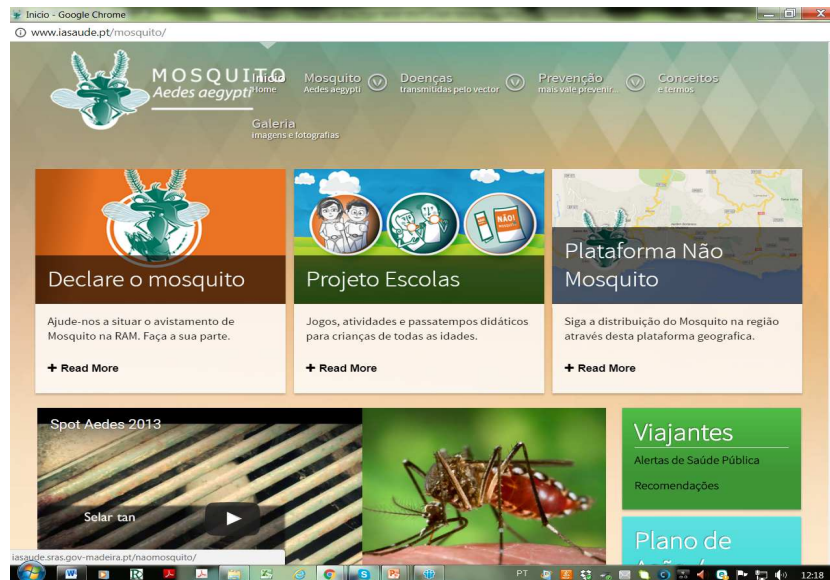 Inicio - Google Chrome
www.iasaude.pt/mosquito/
MOSQUITO
Aedes aegypti
Início
Home
Mosquito
Aedes aegypti
Doenças
transmitidas pelo vector
Prevenção
mais vale prevenir...
Conceitos
e termos
Galeria
imagens e fotografias
Declare o mosquito
Ajude-nos a situar o avistamento de
Mosquito na RAM. Faça a sua parte.
+ Read More
NÃO!
Projeto Escolas
Jogos, atividades e passatempos didáticos
para crianças de todas as idades.
+ Read More
Plataforma Não
Mosquito
Siga a distribuição do Mosquito na região
através desta plataforma geografica.
+ Read More
Spot Aedes 2013
Selar tan
Viajantes
Alertas de Saúde Pública
Recomendações
Plano de
iasaude.sras.gov-madeira.pt/naomosquito/
PT
12:18